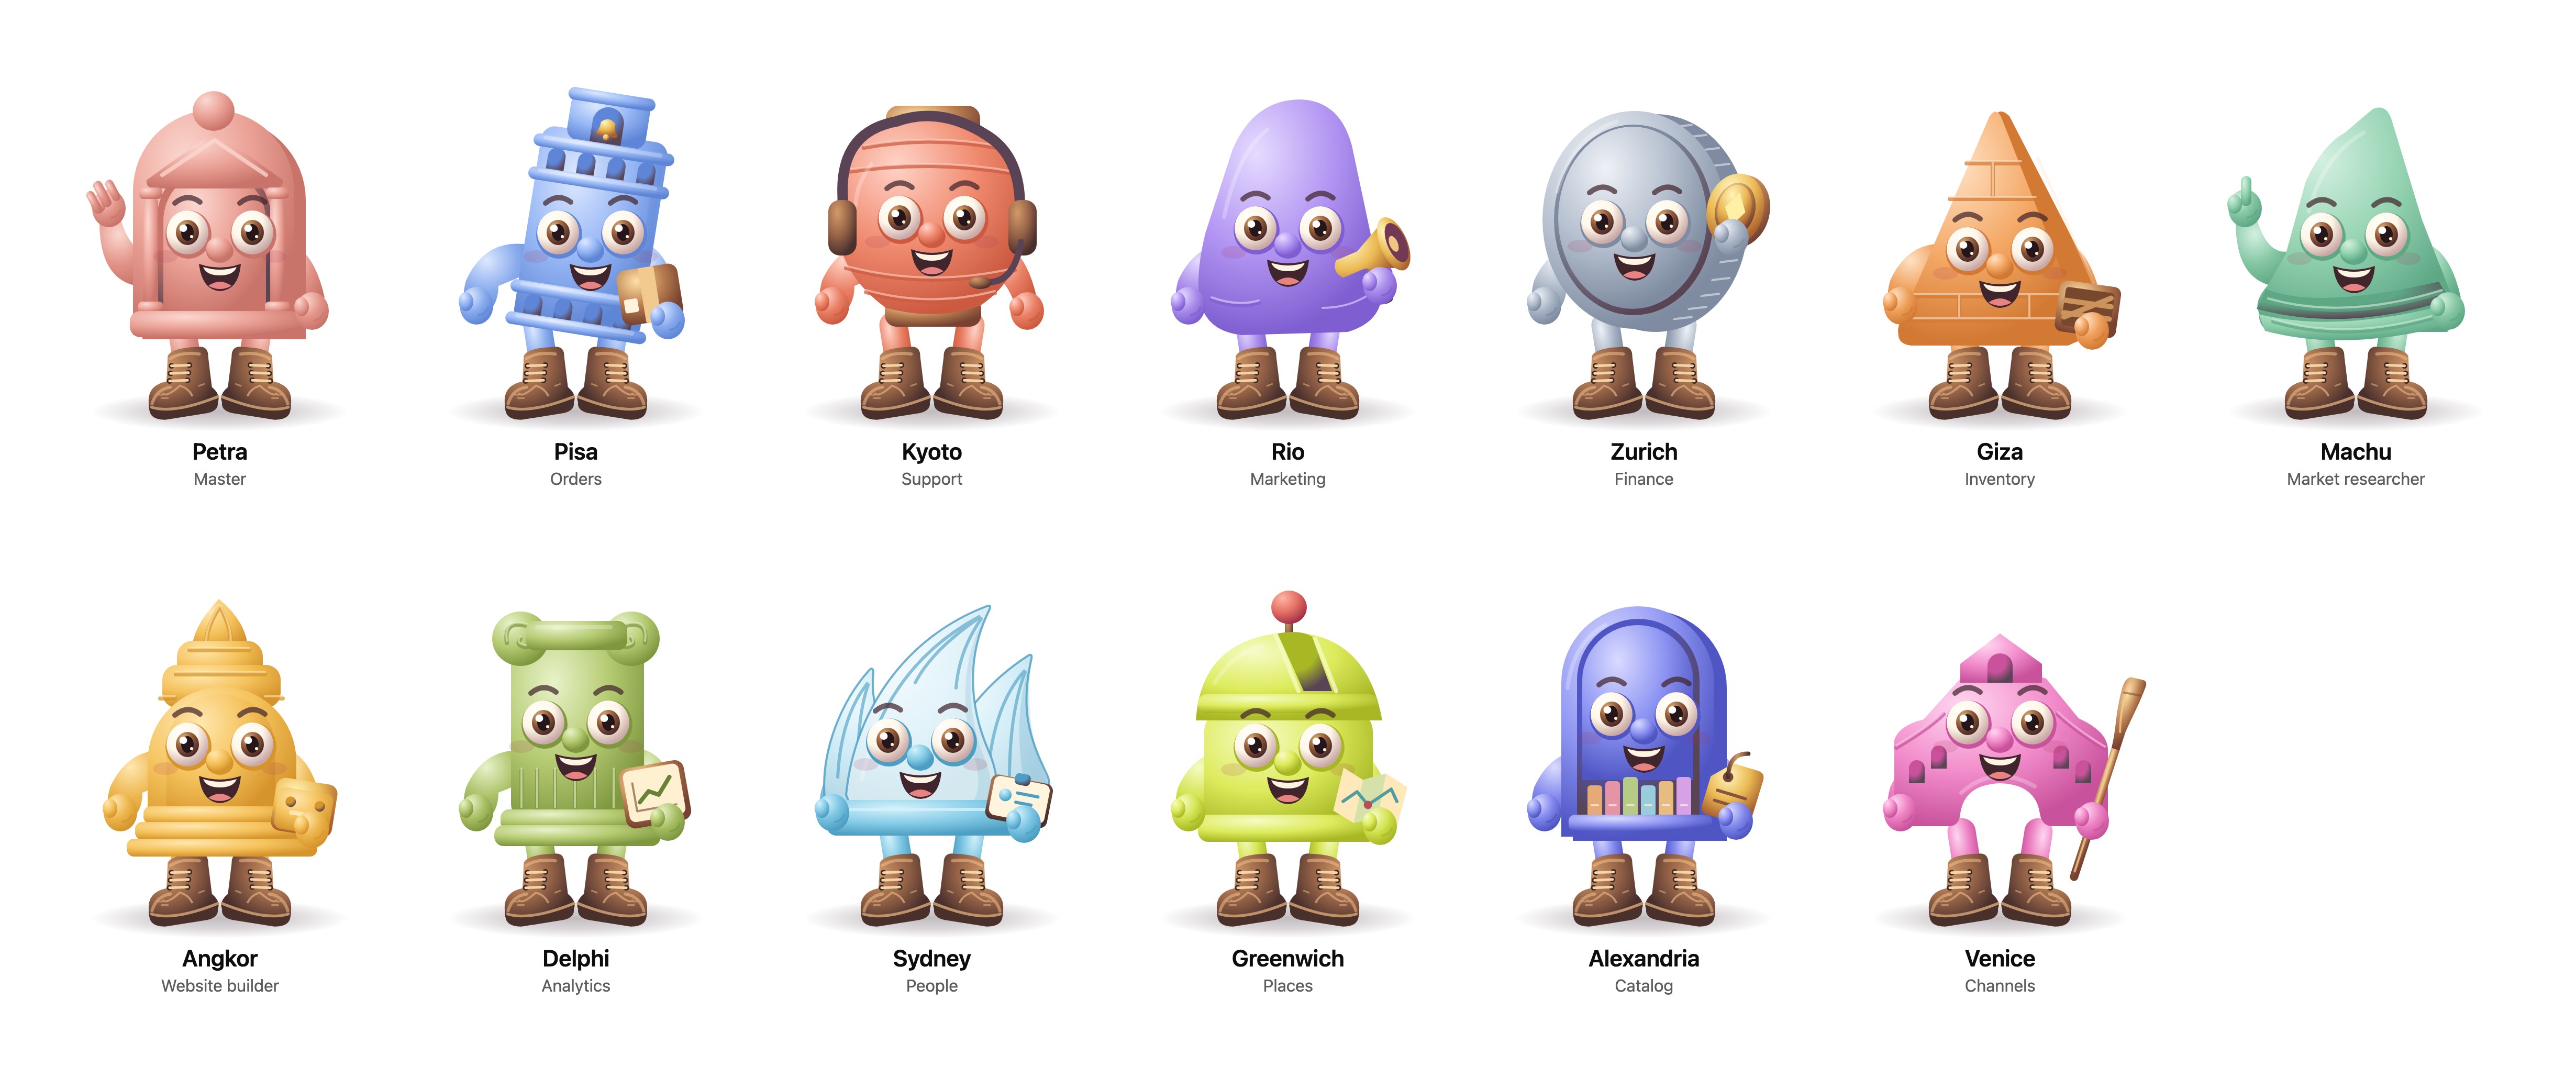 Petra
Master
Pisa
Orders
Kyoto
Support
Rio
Marketing
Zurich
Finance
Giza
Inventory
Machu
Market researcher
Angkor
Website builder
Delphi
Analytics
Sydney
People
Greenwich
Places
Alexandria
Catalog
Venice
Channels